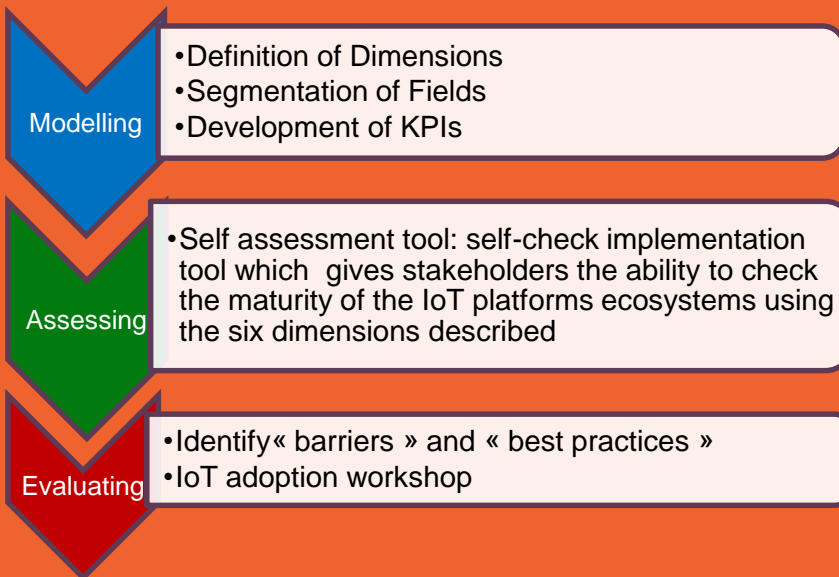 Modelling
•Definition of Dimensions
•Segmentation of Fields
•Development of KPIs
Assessing
•Self assessment tool: self-check implementation
tool which  gives stakeholders the ability to check
the maturity of the IoT platforms ecosystems using
the six dimensions described
Evaluating
•Identify« barriers » and « best practices »
•IoT adoption workshop